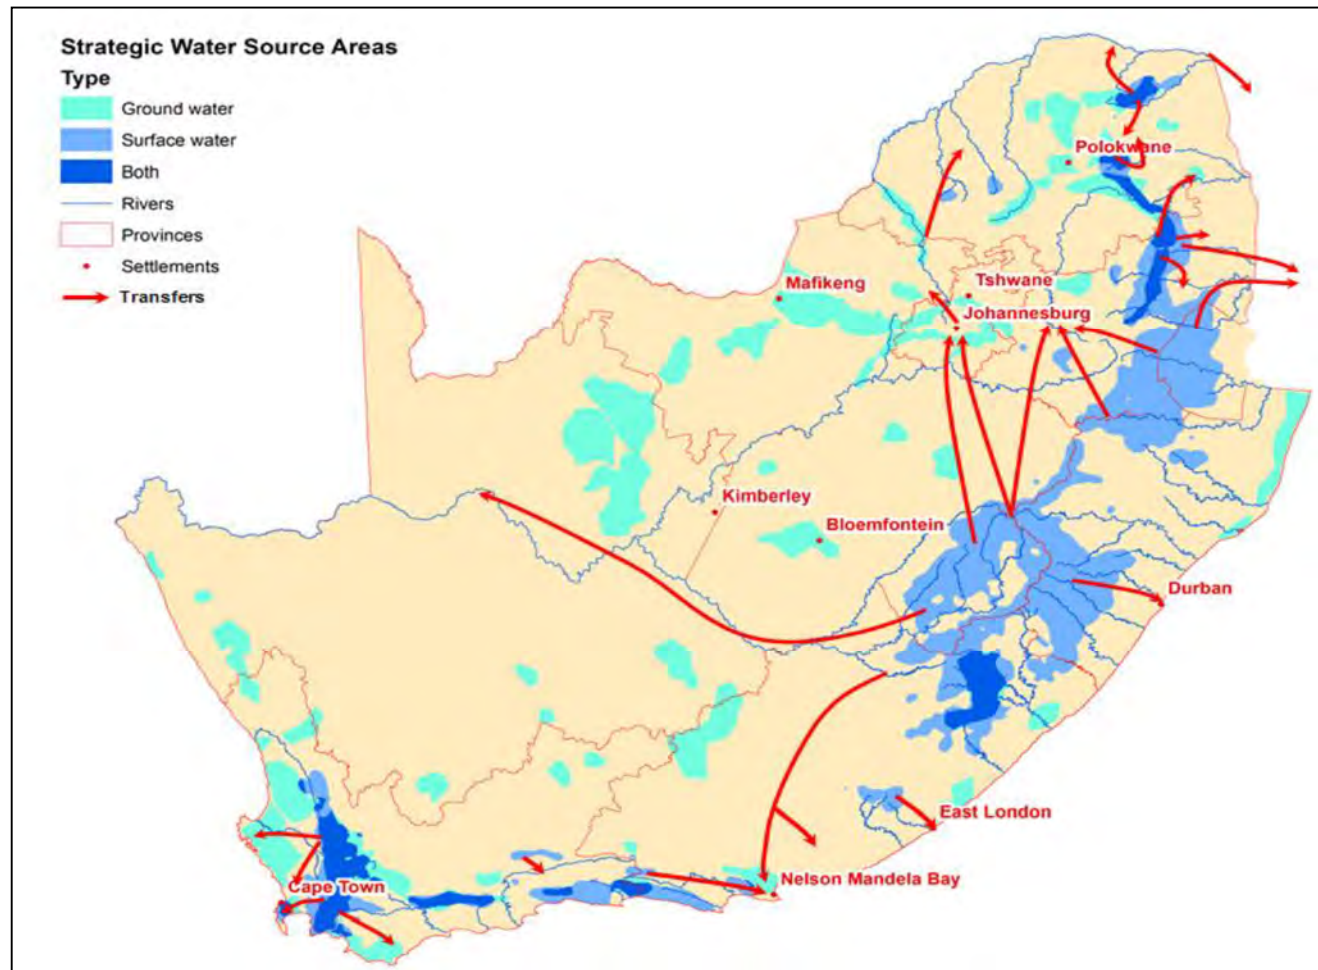 Strategic Water Source Areas
Type
Ground water
Surface water
Both
Rivers
Provinces
Settlements
Transfers
Polokwane
Mafikeng
Tshwane
Johannesburg
Kimberley
Bloemfontein
Durban
East London
Nelson Mandela Bay
Cape Town